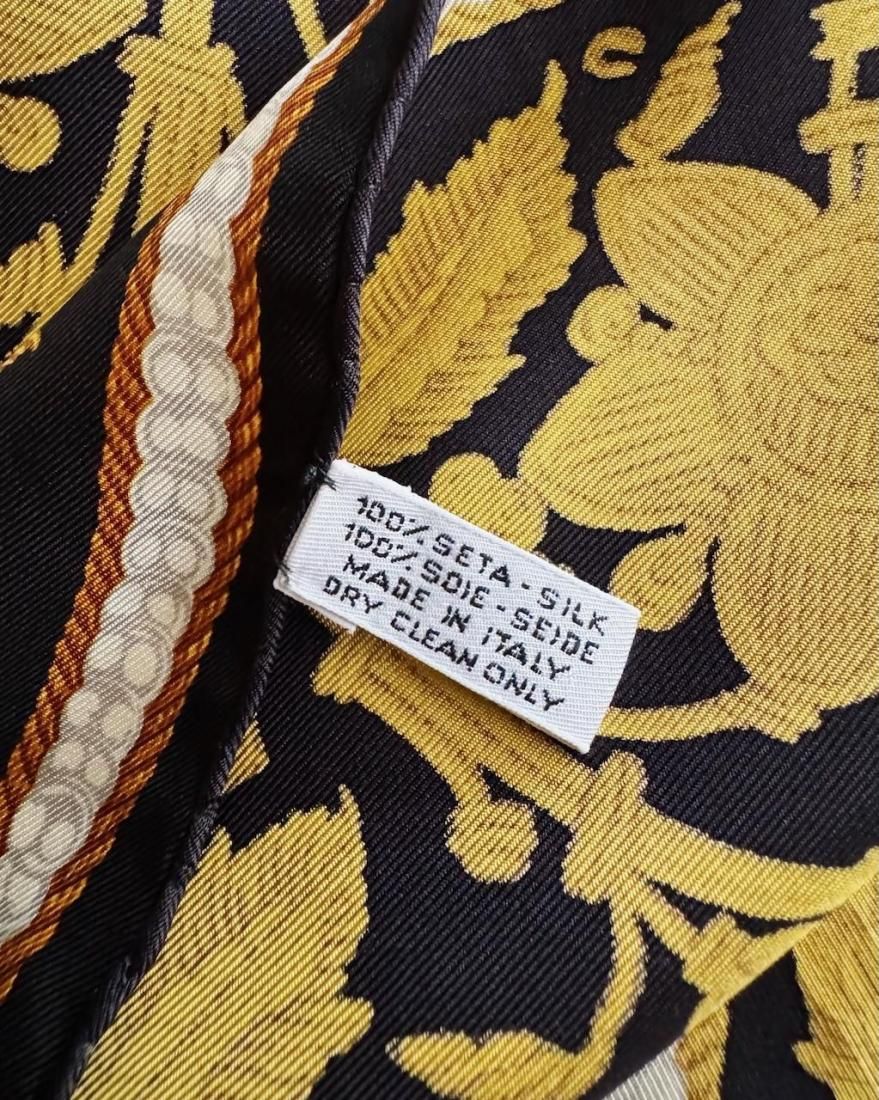 100% SETA - SILK
100% SOIE - SEIDE
MADE IN ITALY
DRY CLEAN ONLY